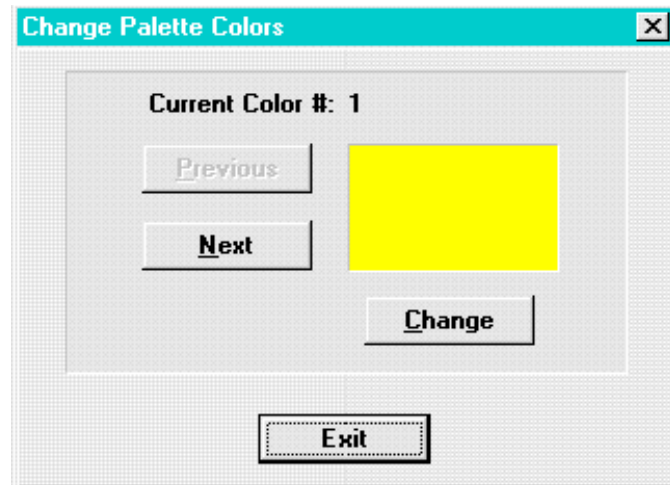 Change Palette Colors
Current Color #: 1
Previous
Next
Change
Exit